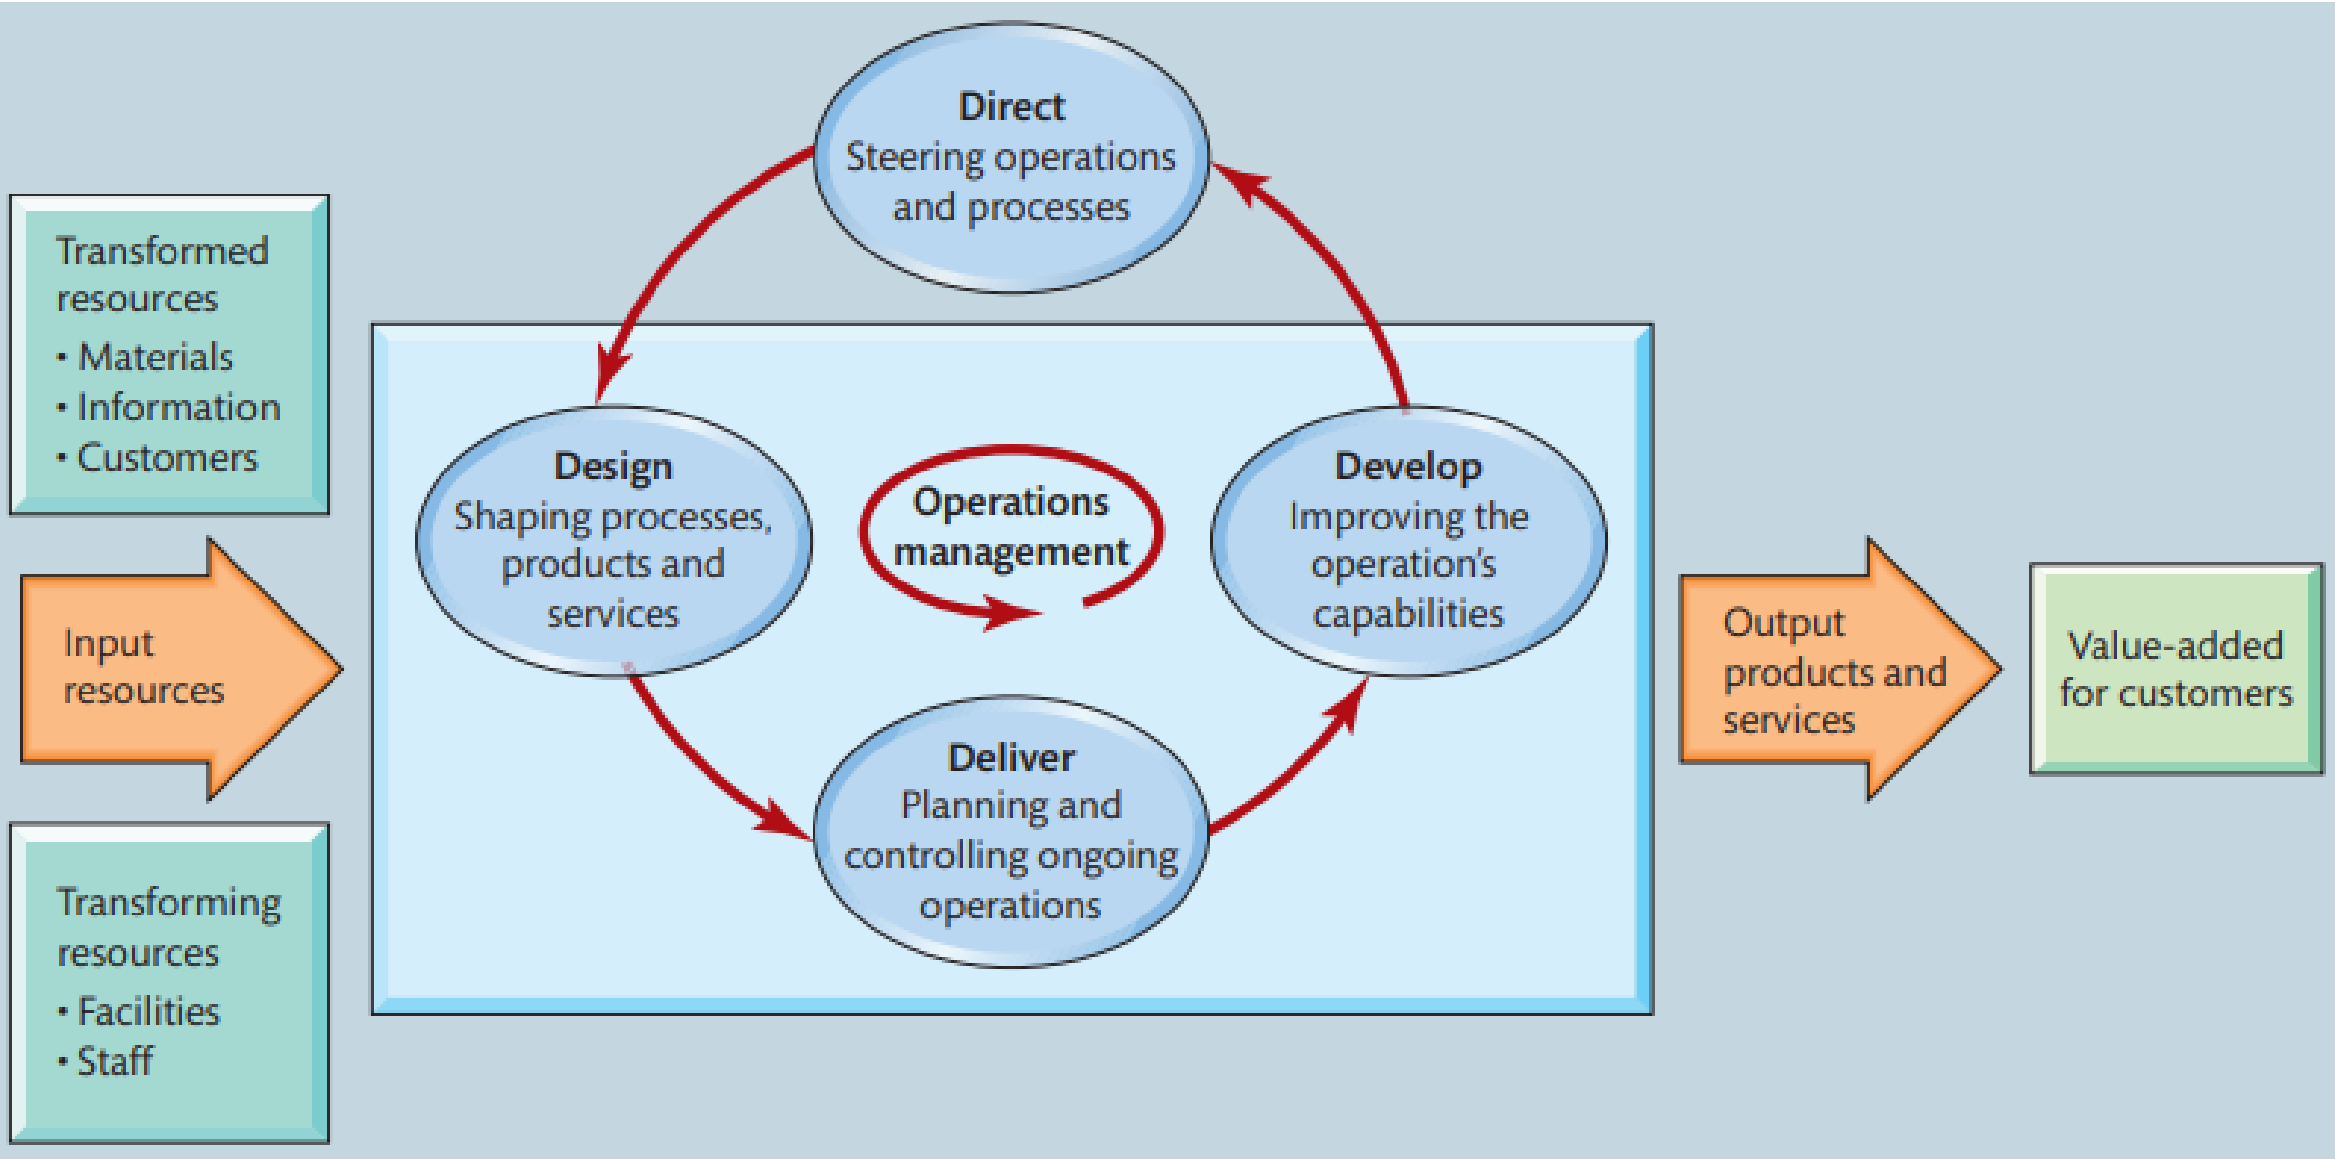 Direct
Steering operations
and processes
Transformed
resources
• Materials
• Information
• Customers
Input
resources
Transforming
resources
• Facilities
• Staff
Design
Shaping processes,
products and
services
Operations
management
Develop
Improving the
operation's
capabilities
Deliver
Planning and
controlling ongoing
operations
Output
products and
services
Value-added
for customers